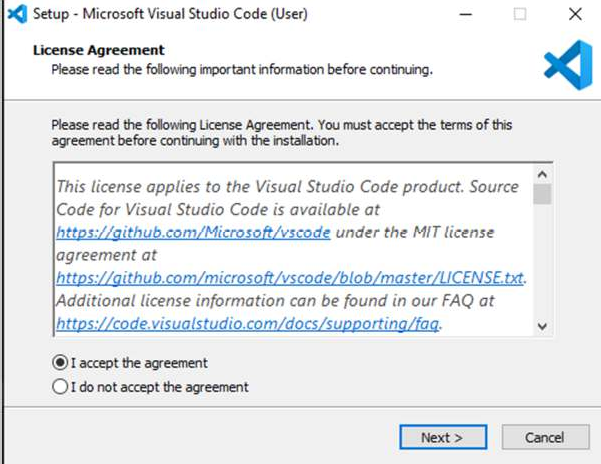 Setup - Microsoft Visual Studio Code (User)
License Agreement
Please read the following important information before continuing.
Please read the following License Agreement. You must accept the terms of this
agreement before continuing with the installation.
This license applies to the Visual Studio Code product. Source
Code for Visual Studio Code is available at
https://github.com/Microsoft/vscode under the MIT license
agreement at
https://github.com/microsoft/vscode/blob/master/LICENSE.txt.
Additional license information can be found in our FAQ at
https://code.visualstudio.com/docs/supporting/faq.
I accept the agreement
I do not accept the agreement
Next >
Cancel